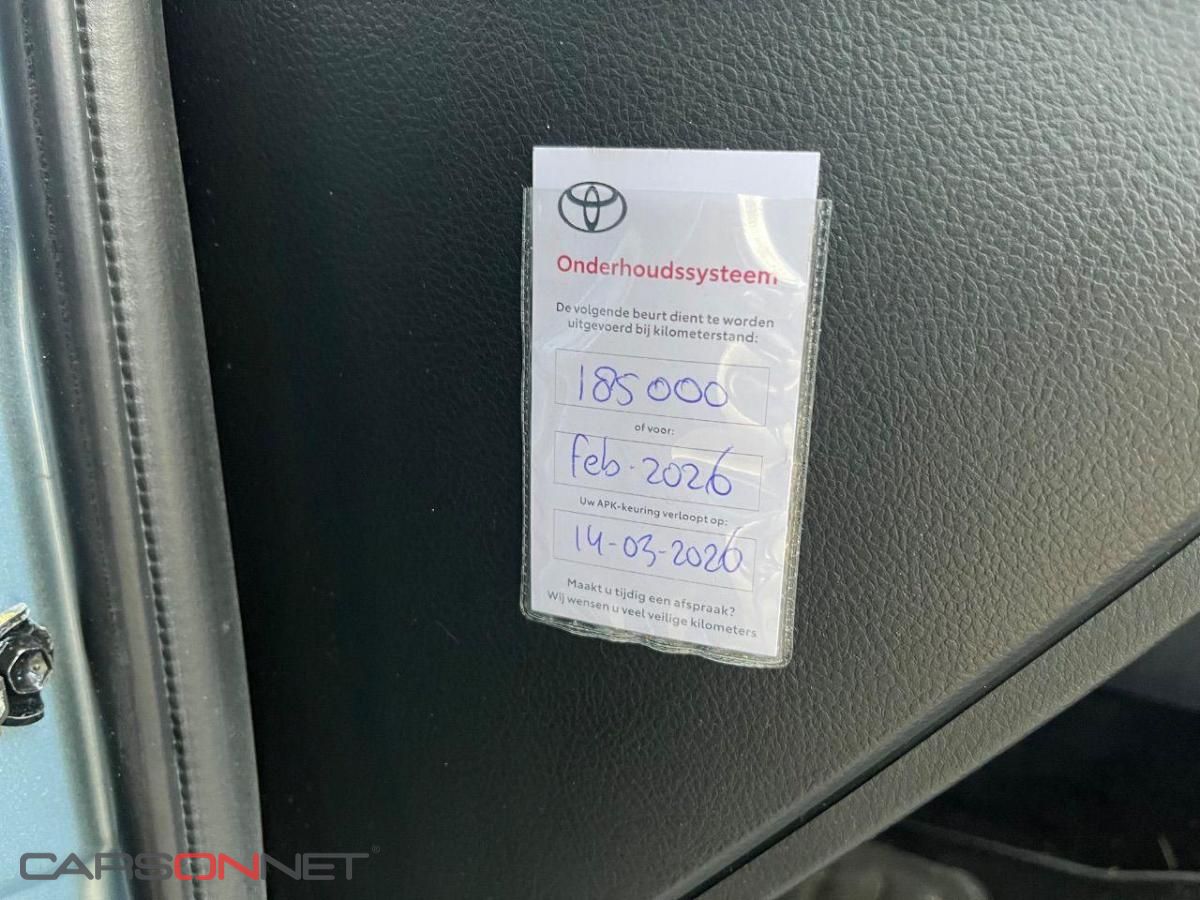 Onderhoudssysteem
De volgende beurt dient te worden
uitgevoerd bij kilometerstand:
185000
of voor:
feb. 2026
Uw APK-keuring verloopt op:
14-03-2026
Maakt u tijdig een afspraak?
Wij wensen u veel veilige kilometers
CARSONNET®